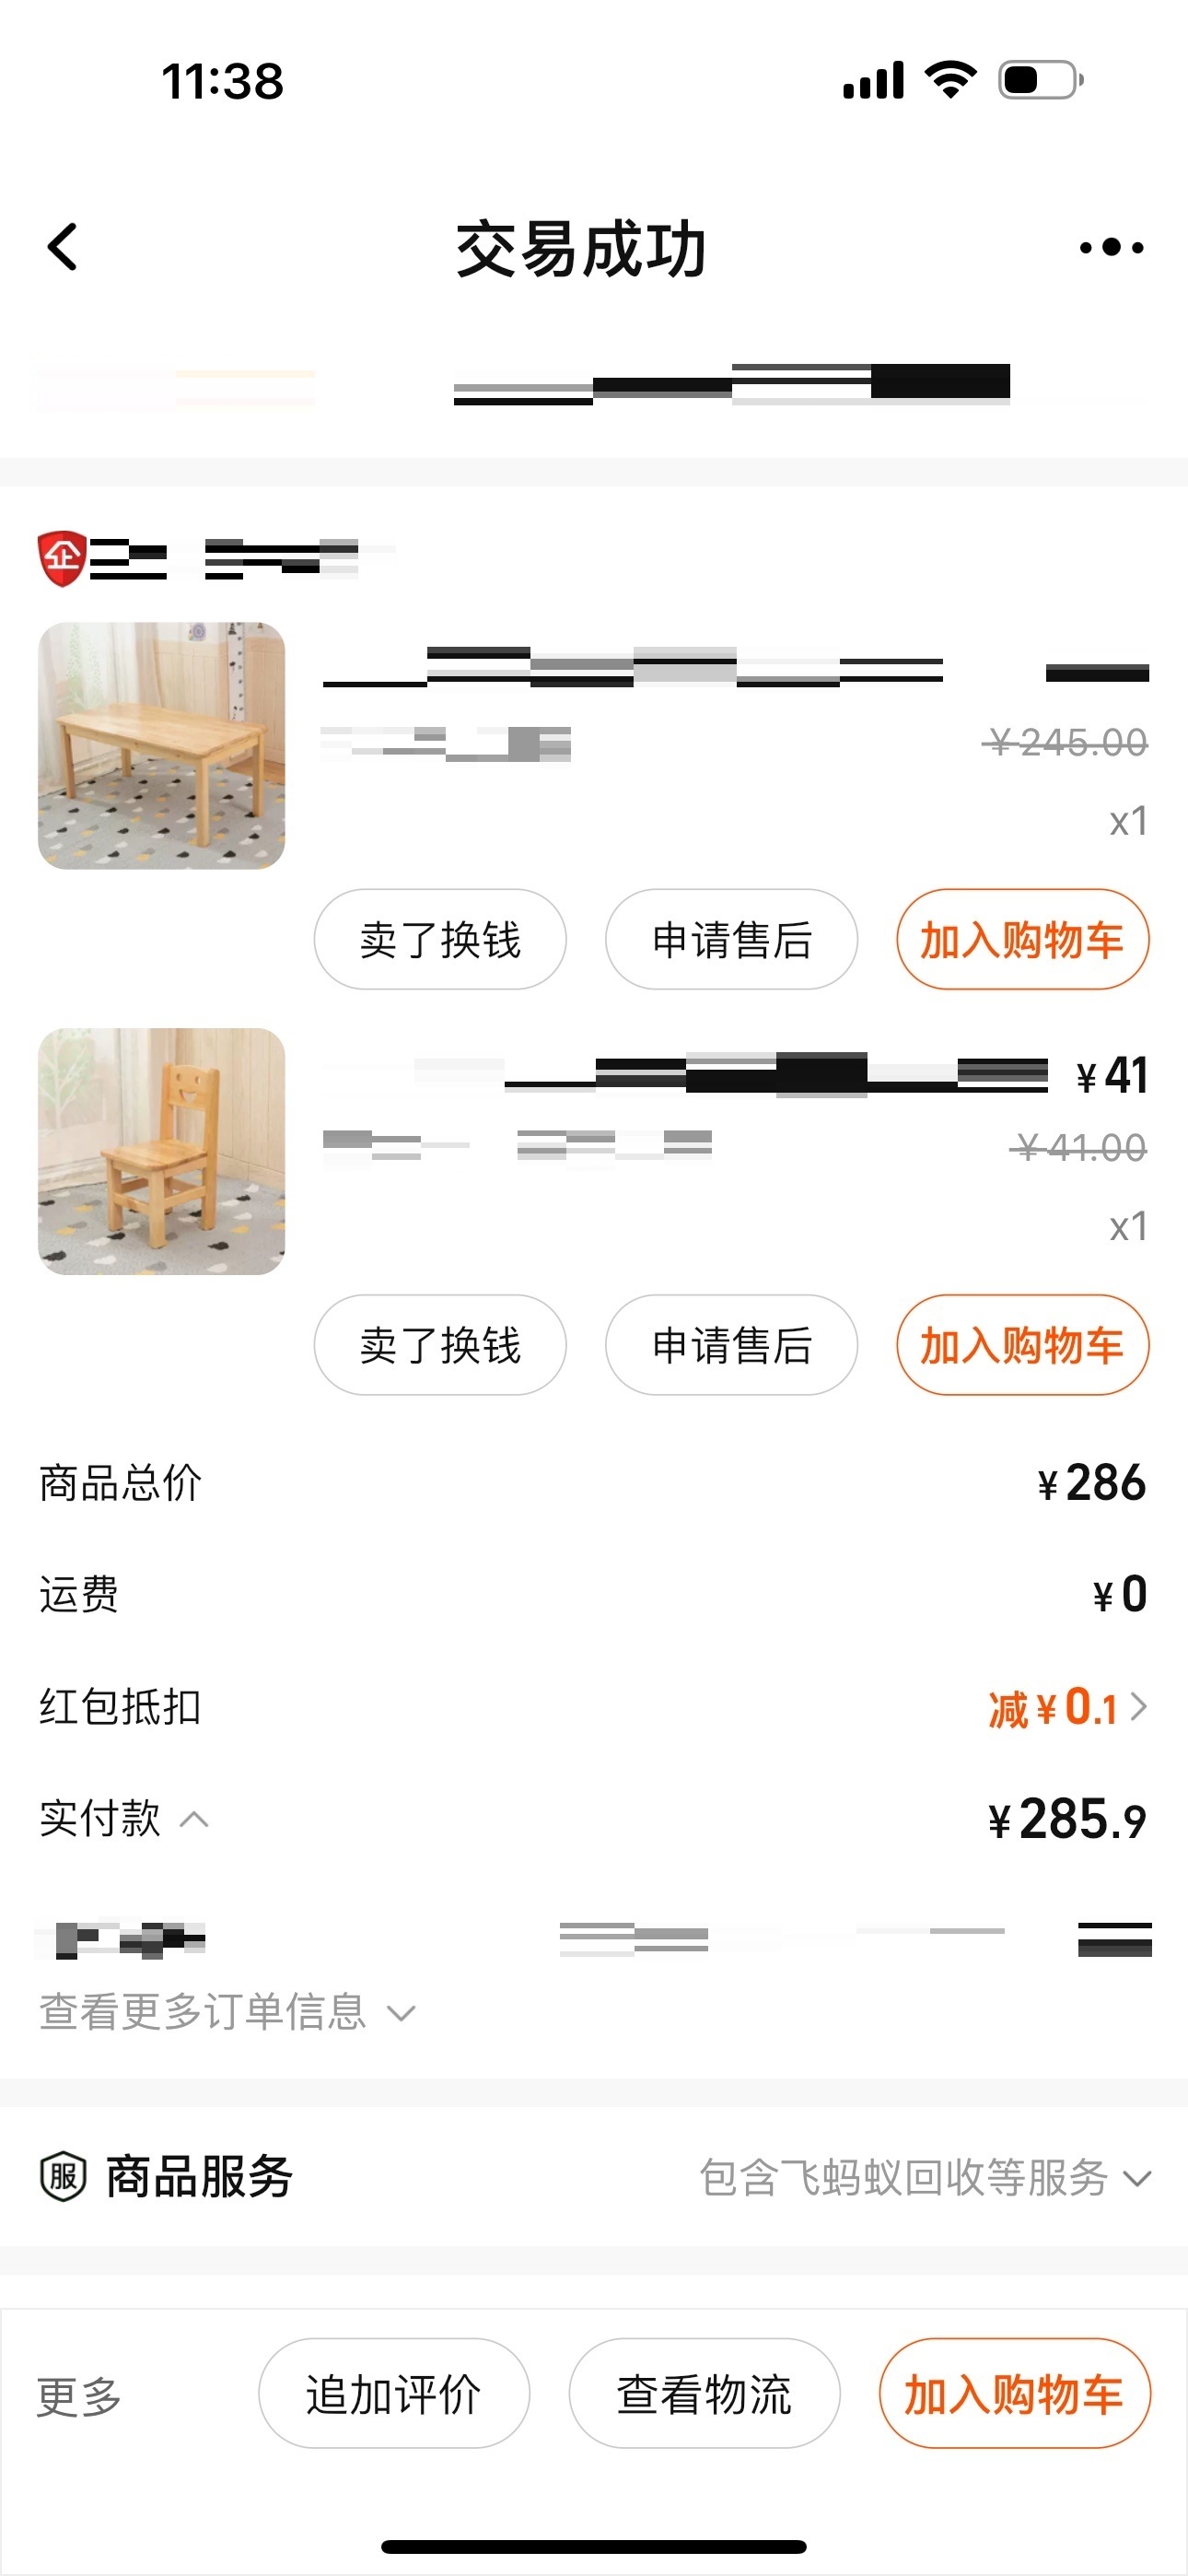 11:38
交易成功
企
¥245.00
x1
卖了换钱 申请售后 加入购物车
¥41
¥41.00
x1
卖了换钱 申请售后 加入购物车
商品总价 ¥286
运费 ¥0
红包抵扣 减¥0.1
实付款 ¥285.9
查看更多订单信息
服 商品服务 包含飞蚂蚁回收等服务
更多 追加评价 查看物流 加入购物车